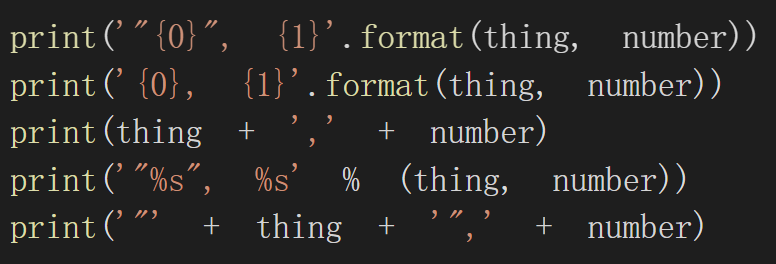 print('"{0}", {1}'.format(thing, number))
print('{0}, {1}'.format(thing, number))
print(thing + ',' + number)
print('"%s", %s' % (thing, number))
print('"' + thing + '",' + number)